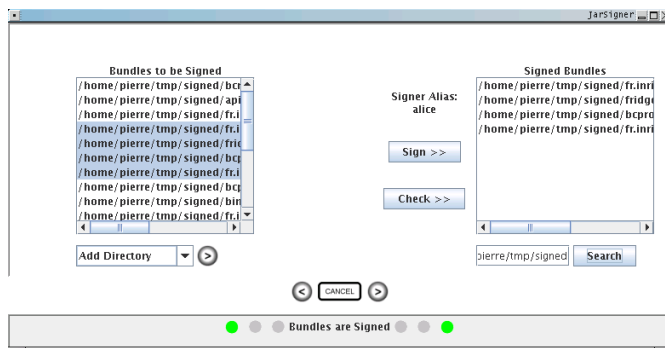 JarSigner
Bundles to be Signed
/home/pierre/tmp/signed/bcp
/home/pierre/tmp/signed/api
/home/pierre/tmp/signed/fr.i
/home/pierre/tmp/signed/fr.i
/home/pierre/tmp/signed/frid
/home/pierre/tmp/signed/bcp
/home/pierre/tmp/signed/fr.i
/home/pierre/tmp/signed/bcp
/home/pierre/tmp/signed/bin
/home/pierre/tmp/signed/fr.i
Add Directory
Signer Alias:
alice
Sign >>
Check >>
Signed Bundles
/home/pierre/tmp/signed/fr.inri
/home/pierre/tmp/signed/fridge
/home/pierre/tmp/signed/bcpro
/home/pierre/tmp/signed/fr.inri
pierre/tmp/signed
Search
< CANCEL >
Bundles are Signed